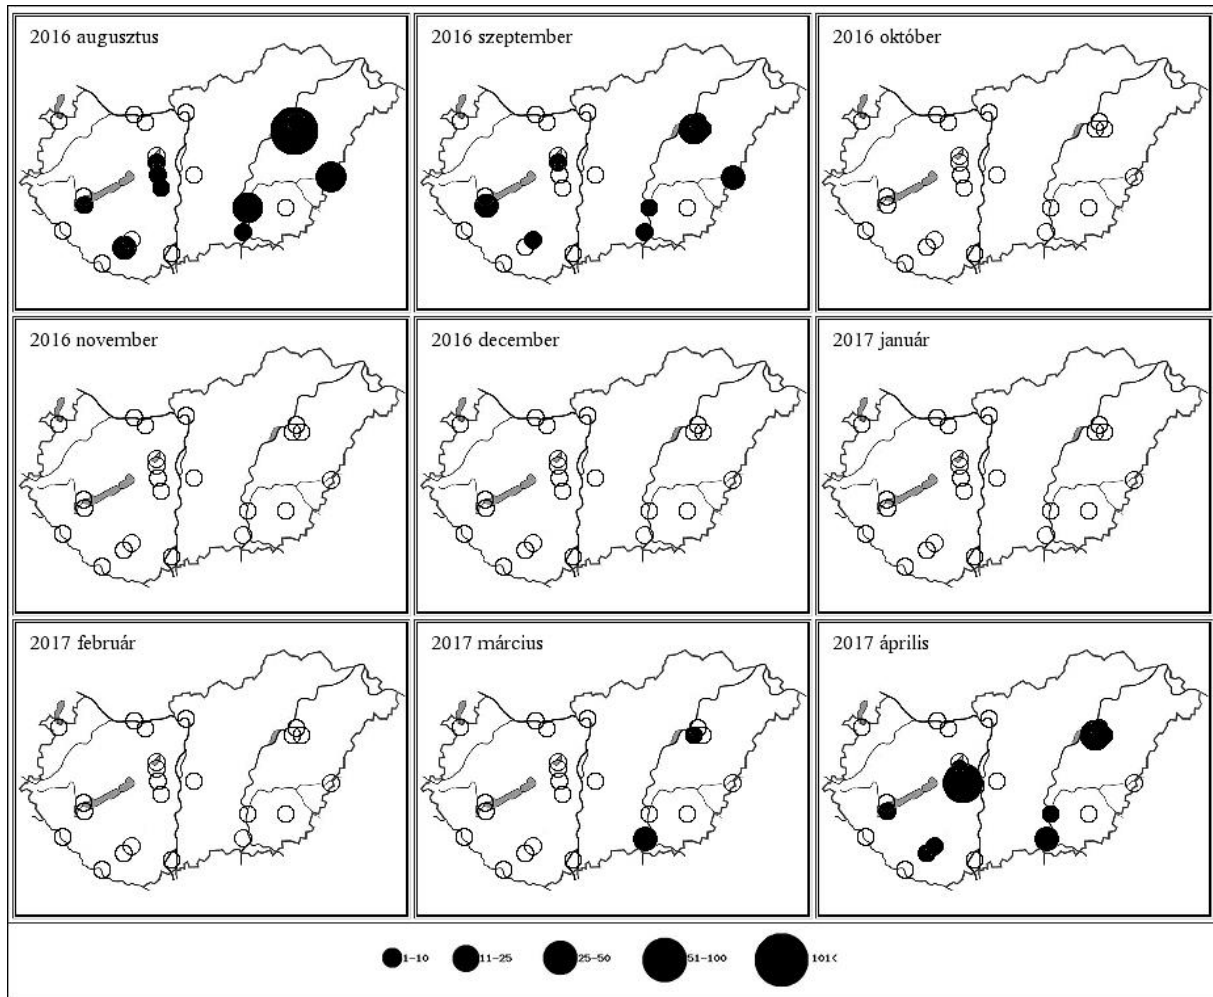 2016 augusztus
2016 szeptember
2016 október
2016 november
2016 december
2017 január
2017 február
2017 március
2017 április
1-10
11-25
25-50
51-100
101<